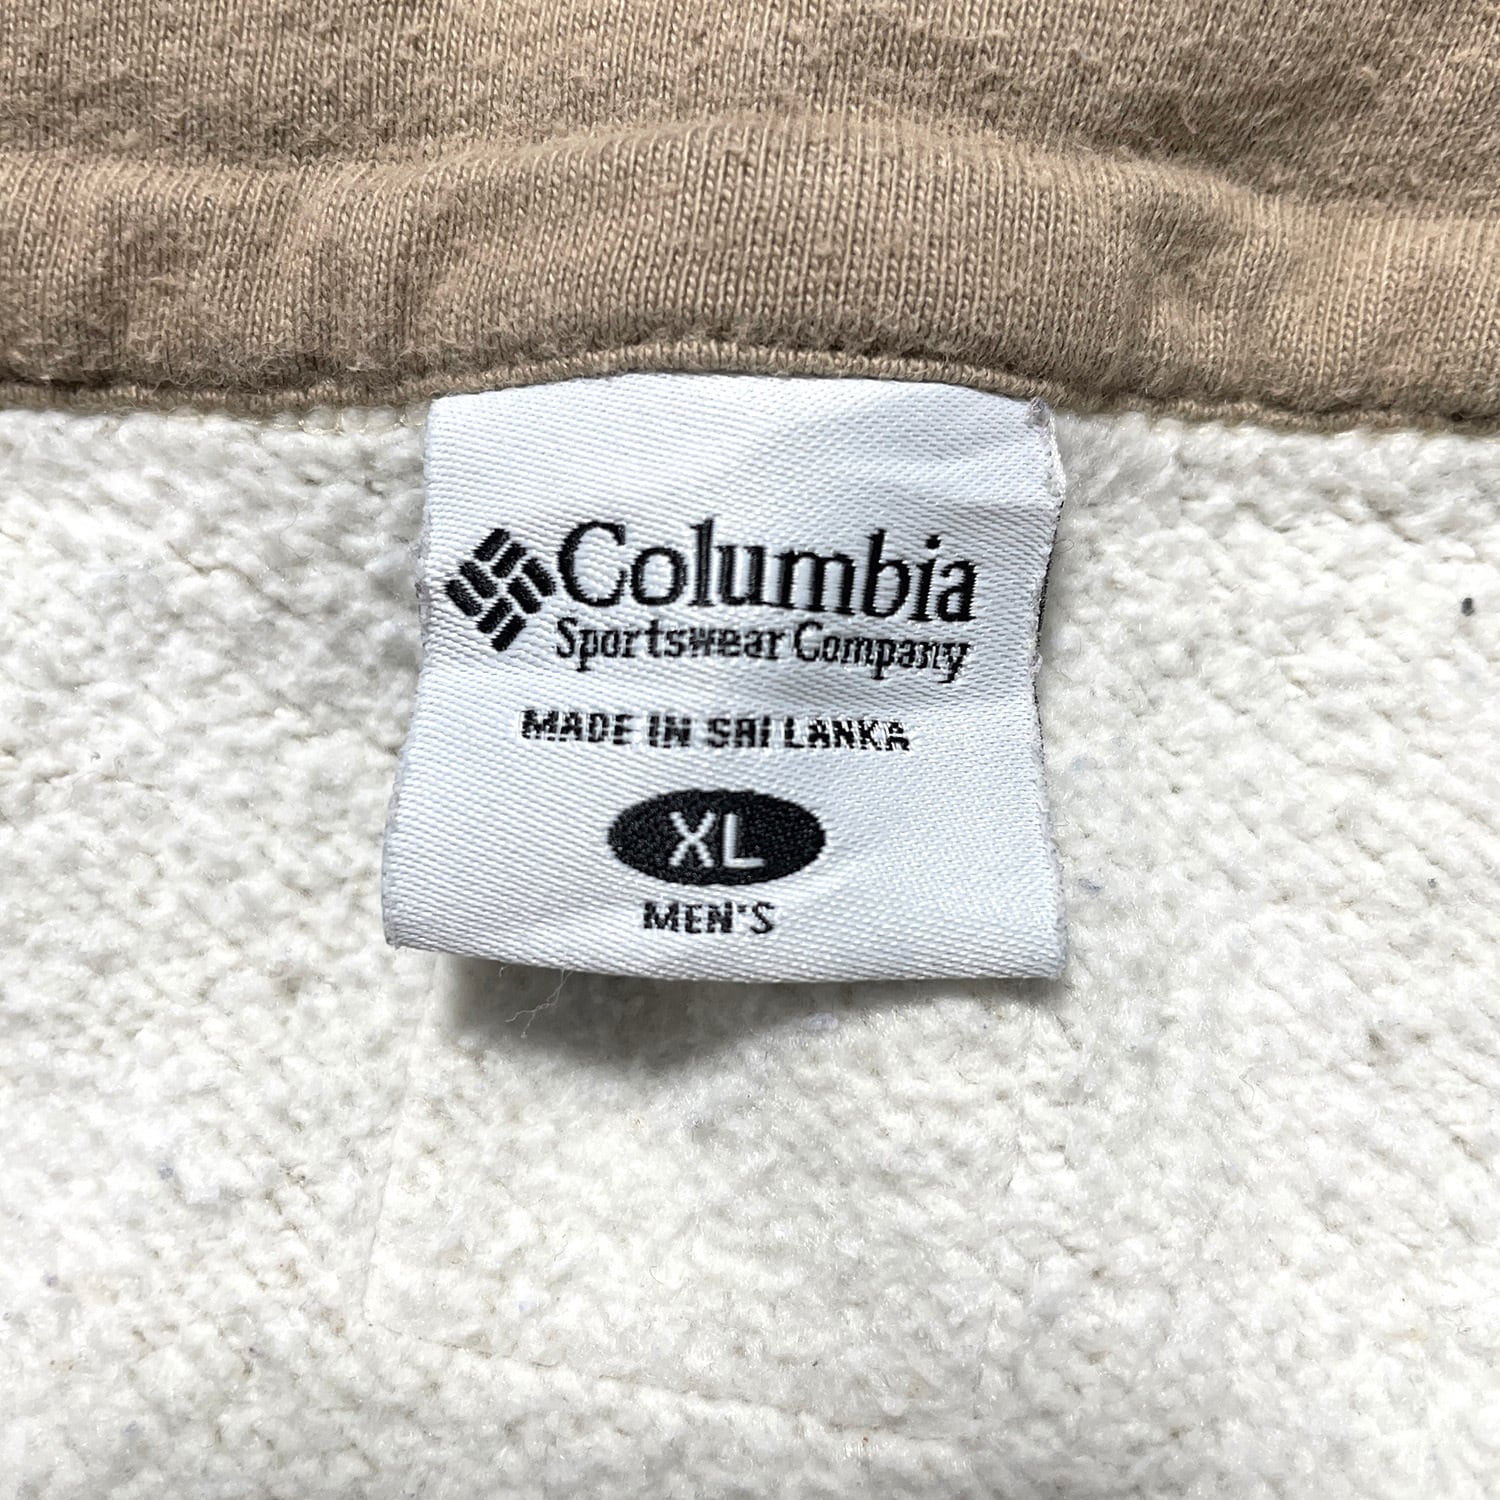 Columbia
Sportswear Company
MADE IN SRI LANKA
XL
MEN'S